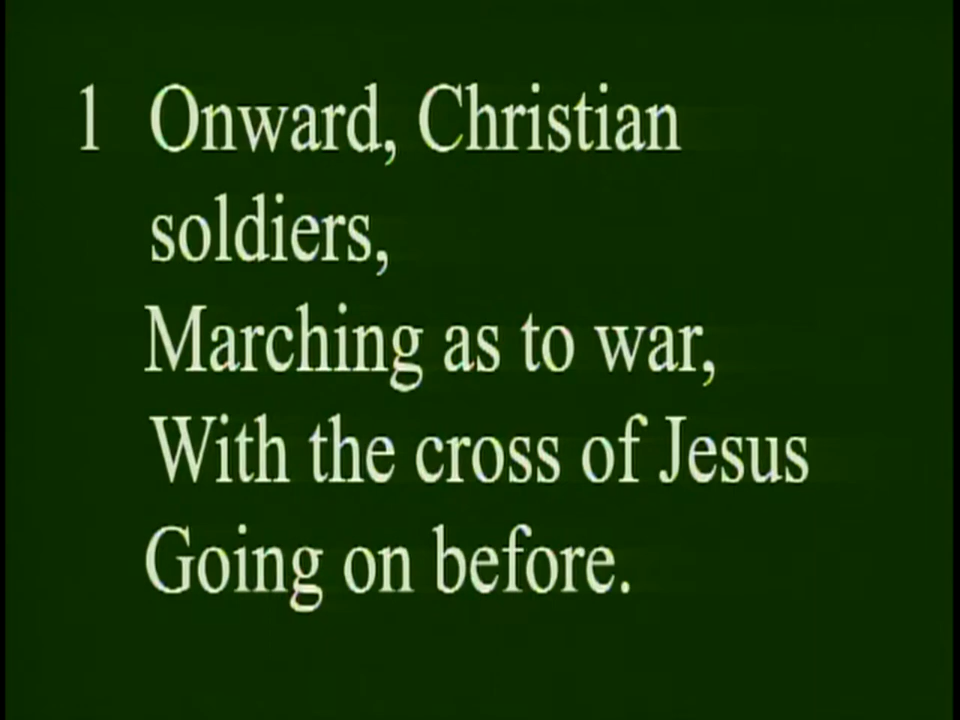 1 Onward, Christian
soldiers,
Marching as to war,
With the cross of Jesus
Going on before.